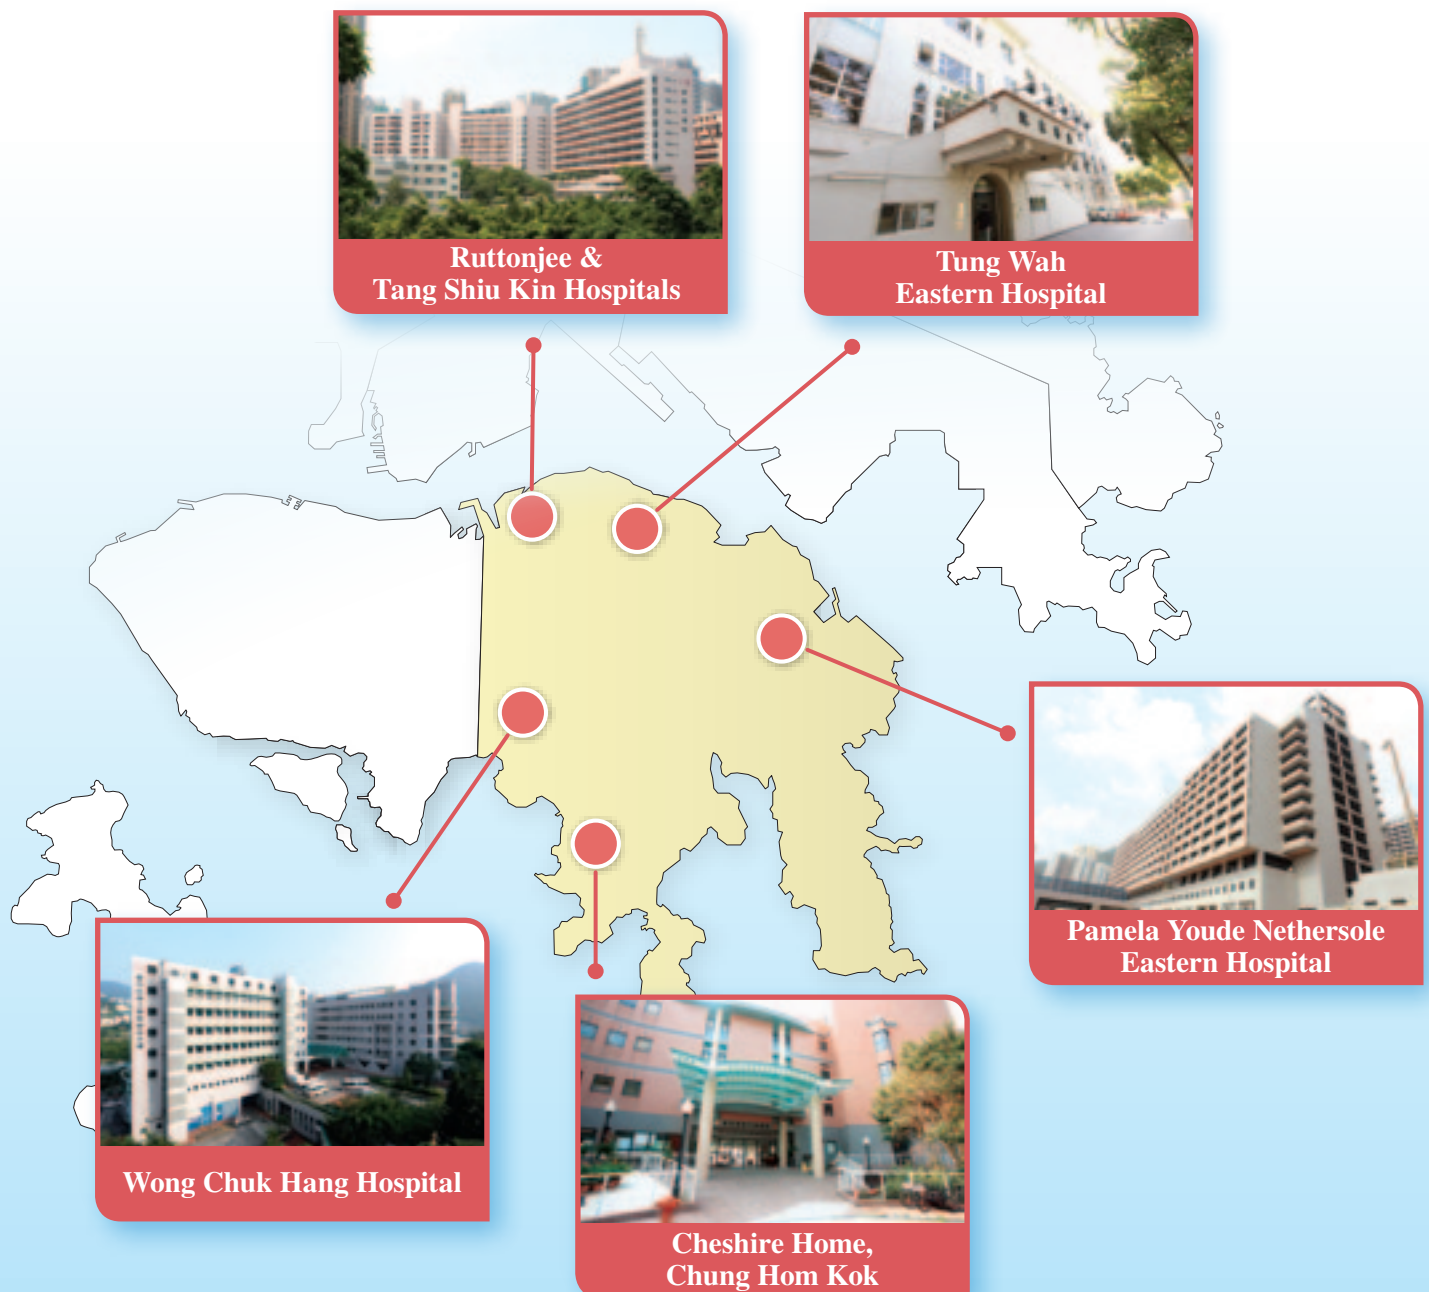 Ruttonjee &
Tang Shiu Kin Hospitals
Tung Wah
Eastern Hospital
Pamela Youde Nethersole
Eastern Hospital
Wong Chuk Hang Hospital
Cheshire Home,
Chung Hom Kok